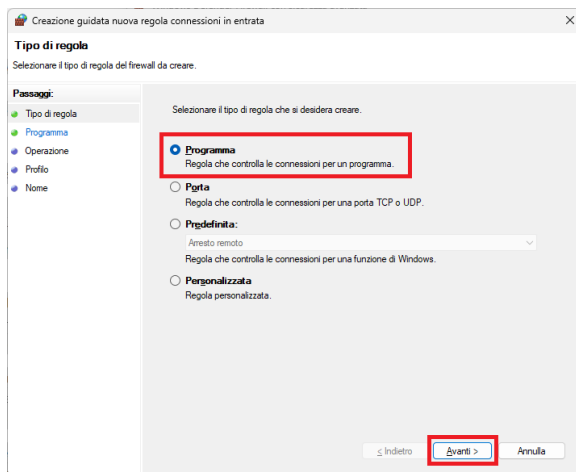 Creazione guidata nuova regola connessioni in entrata
Tipo di regola
Selezionare il tipo di regola del firewall da creare.
Passaggi:
Tipo di regola
Programma
Operazione
Profilo
Nome
Selezionare il tipo di regola che si desidera creare.
Programma
Regola che controlla le connessioni per un programma.
Porta
Regola che controlla le connessioni per una porta TCP o UDP.
Predefinita:
Arresto remoto
Regola che controlla le connessioni per una funzione di Windows.
Personalizzata
Regola personalizzata.
< Indietro
Avanti >
Annulla